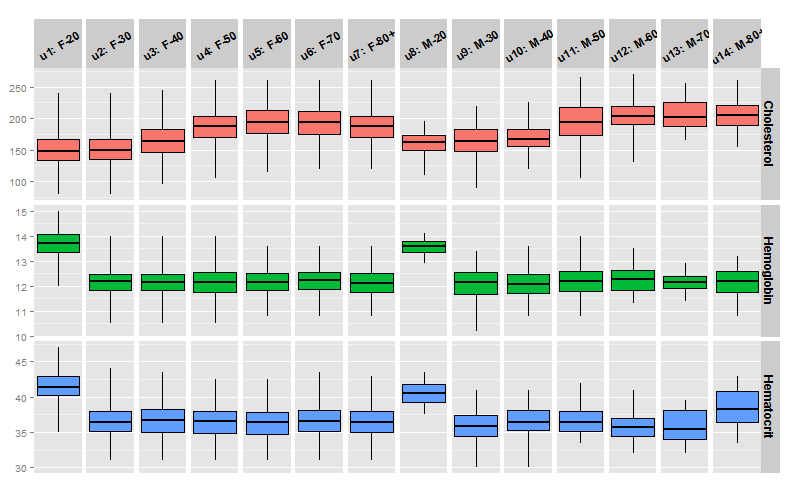 u1: F-20
u2: F-30
u3: F-40
u4: F-50
u5: F-60
u6: F-70
u7: F-80+
u8: M-20
u9: M-30
u10: M-40
u11: M-50
u12: M-60
u13: M-70
u14: M-80+
250
200
150
100
Cholesterol
15
14
13
12
11
10
Hemoglobin
45
40
35
30
Hematocrit